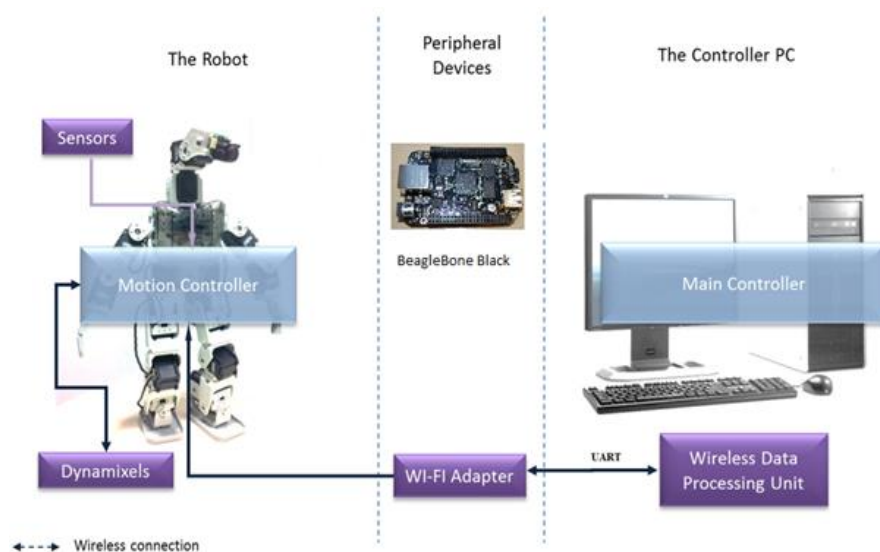 The Robot
Peripheral
Devices
The Controller PC
Sensors
BeagleBone Black
Motion Controller
Main Controller
Dynamixels
WI-FI Adapter
UART
Wireless Data
Processing Unit
Wireless connection